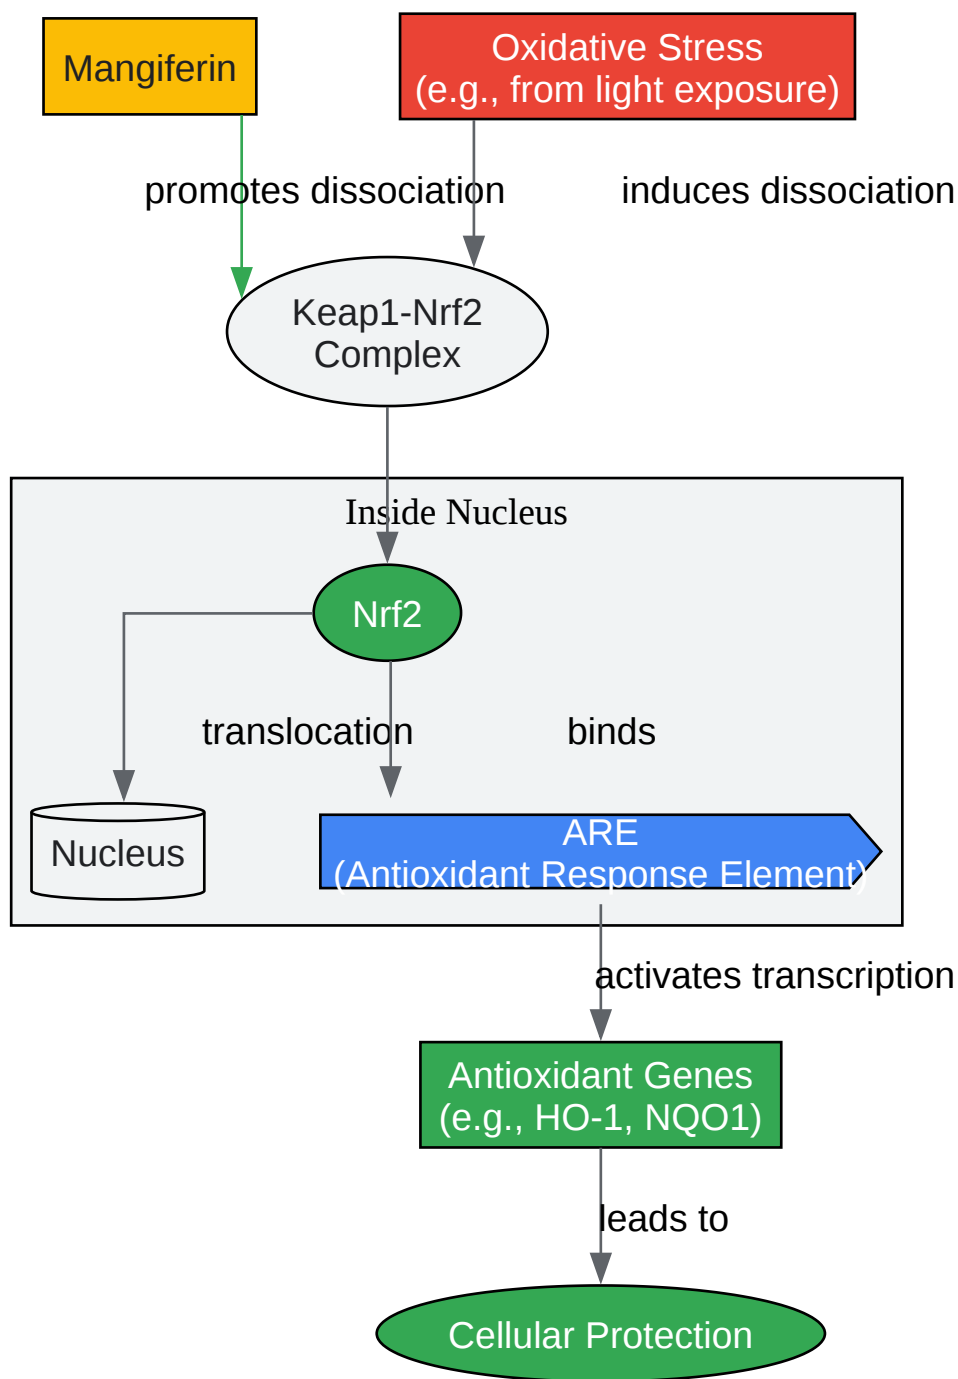 Mangiferin
Oxidative Stress
(e.g., from light exposure)
promotes dissociation
induces dissociation
Keap1-Nrf2
Complex
Inside Nucleus
Nrf2
translocation
binds
Nucleus
ARE
(Antioxidant Response Element)
activates transcription
Antioxidant Genes
(e.g., HO-1, NQO1)
leads to
Cellular Protection